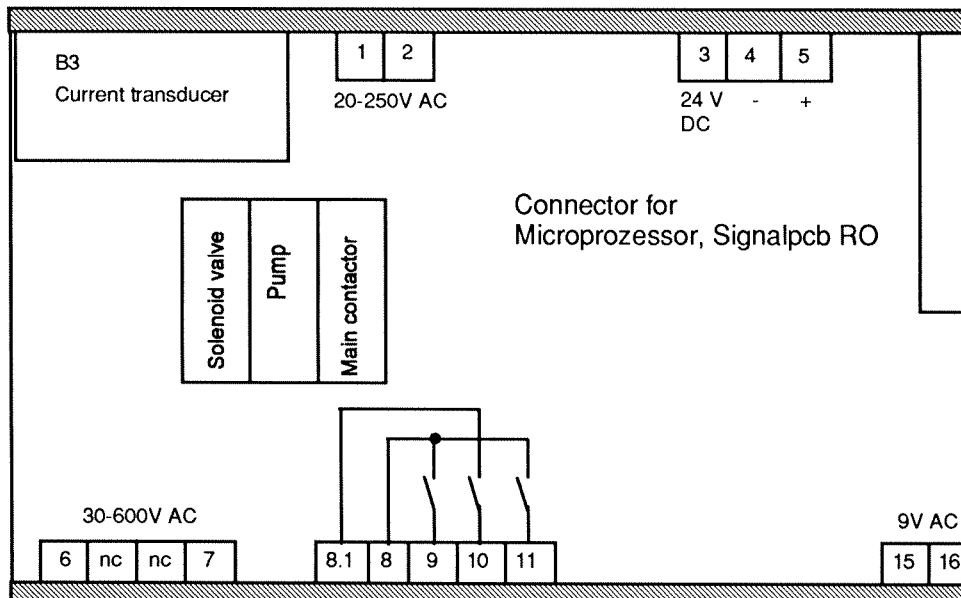 B3
Current transducer
1 2
20-250V AC
3 4 5
24 V - +
DC
Connector for
Microprozessor, Signalpcb RO
Solenoid valve
Pump
Main contactor
30-600V AC
6 nc nc 7
8.1 8 9 10 11
9V AC
15 16